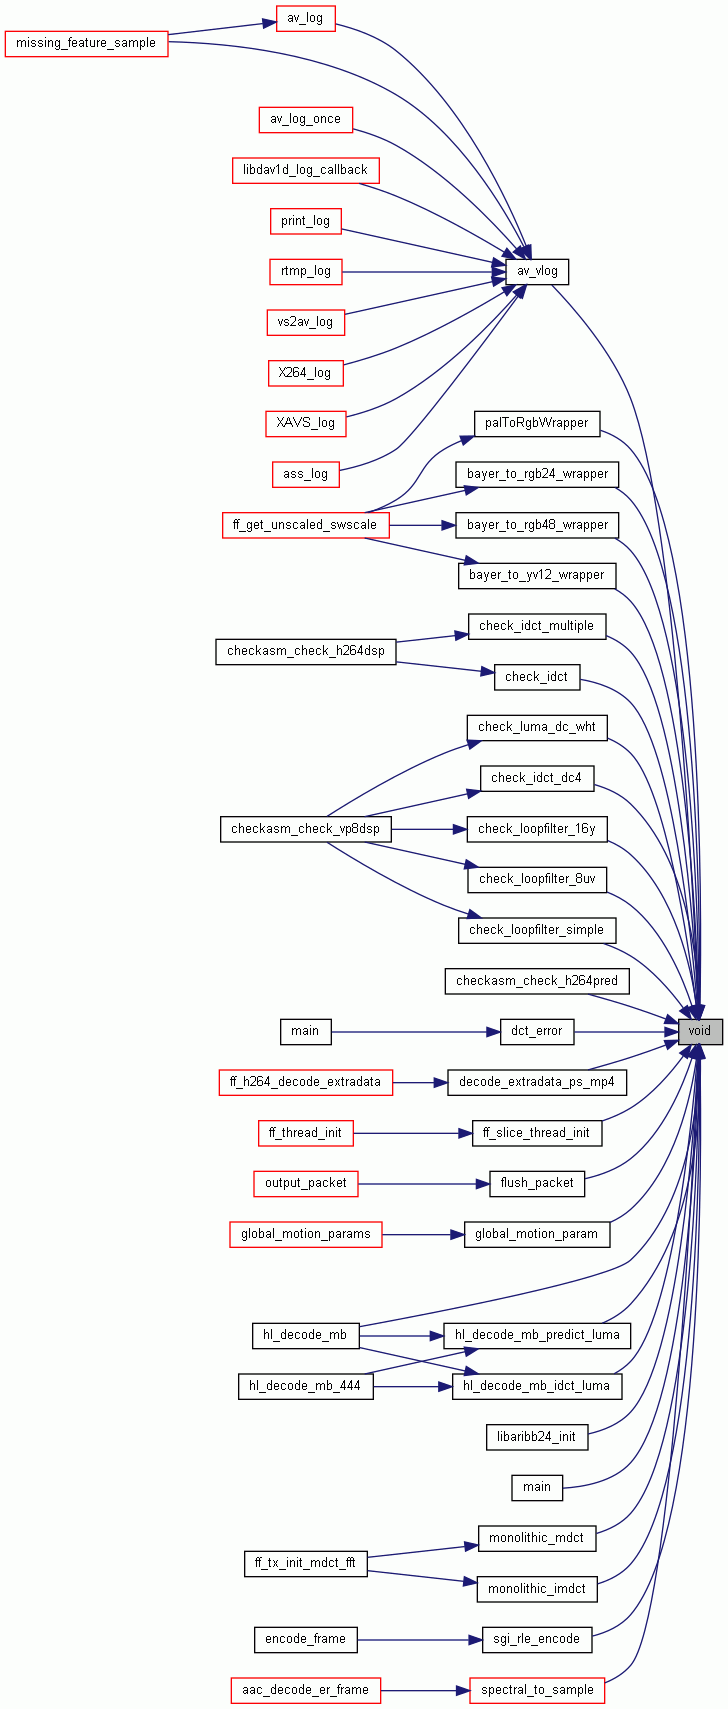 av_log
missing_feature_sample
av_log_once
libdav1d_log_callback
print_log
rtmp_log
av_vlog
vs2av_log
X264_log
XAVS_log
palToRgbWrapper
ass_log
bayer_to_rgb24_wrapper
ff_get_unscaled_swscale
bayer_to_rgb48_wrapper
bayer_to_yv12_wrapper
check_idct_multiple
checkasm_check_h264dsp
check_idct
check_luma_dc_wht
check_idct_dc4
checkasm_check_vp8dsp
check_loopfilter_16y
check_loopfilter_8uv
check_loopfilter_simple
checkasm_check_h264pred
main
dct_error
void
ff_h264_decode_extradata
decode_extradata_ps_mp4
ff_thread_init
ff_slice_thread_init
output_packet
flush_packet
global_motion_params
global_motion_param
hl_decode_mb
hl_decode_mb_predict_luma
hl_decode_mb_444
hl_decode_mb_idct_luma
libaribb24_init
main
monolithic_mdct
ff_tx_init_mdct_fft
monolithic_imdct
encode_frame
sgi_rle_encode
aac_decode_er_frame
spectral_to_sample